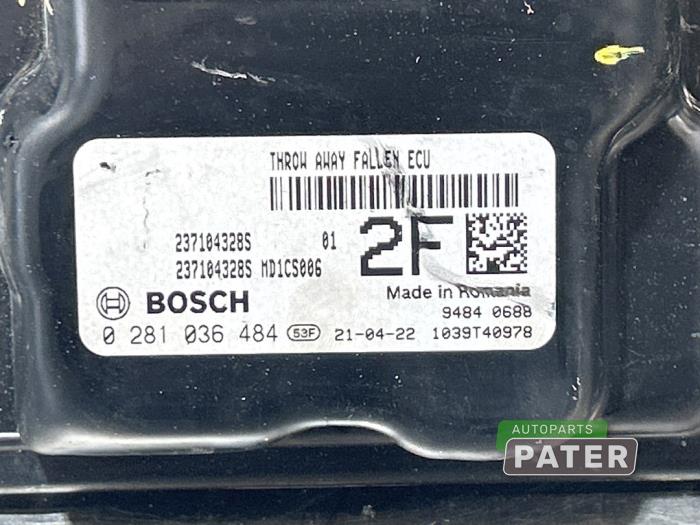 THROW AWAY FALLEN ECU
237104328S 01
237104328S MD1CS006
2F
BOSCH
Made in Romania
9484 0688
0 281 036 484 53F 21-04-22 1039T40978
AUTOPARTS
PATER